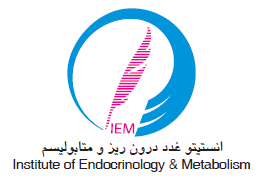 IEM
انستیتو غدد درون ریز و متابولیسم
Institute of Endocrinology & Metabolism